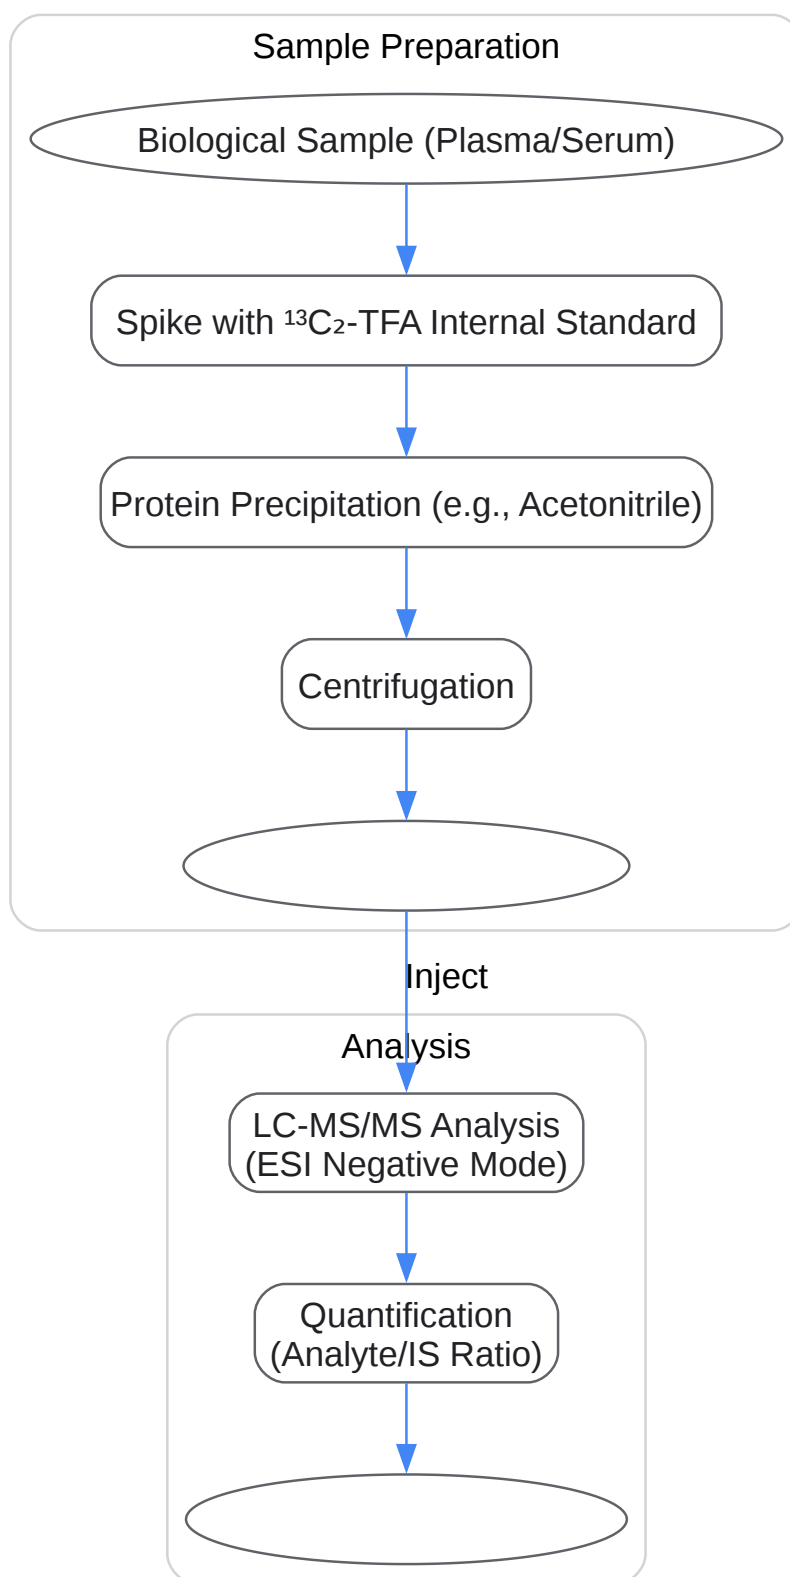 Sample Preparation
Biological Sample (Plasma/Serum)
Spike with ¹³C₂-TFA Internal Standard
Protein Precipitation (e.g., Acetonitrile)
Centrifugation
Inject
Analysis
LC-MS/MS Analysis
(ESI Negative Mode)
Quantification
(Analyte/IS Ratio)